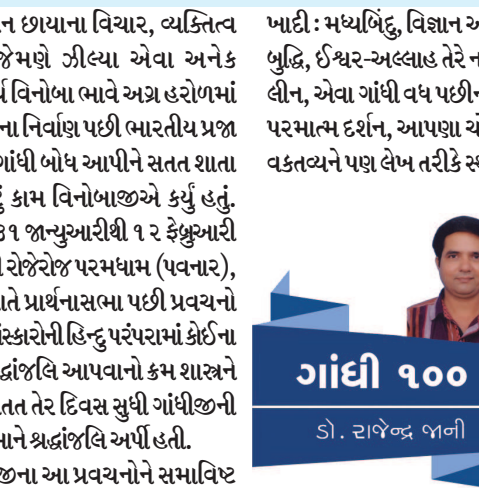 ન છાયાના વિચાર, વ્યક્તિત્વ
જેમણે ઝીલ્યા એવા અનેક
ર્ય વિનોબા ભાવે અગ્ર હરોળમાં
ના નિર્વાણ પછી ભારતીય પ્રજા
ગાંધી બોધ આપીને સતત શાતા
કામ વિનોબાજીએ કર્યું હતું.
૩૧ જાન્યુઆરીથી ૧ ૨ ફેબ્રુઆરી
રોજેરોજ પરમધામ (પવનાર),
ાતે પ્રાર્થનાસભા પછી પ્રવચનો
સ્કારોની હિન્દુ પરંપરામાં કોઈના
દ્ધાંજલિ આપવાનો ક્રમ શાસ્ત્રને
તત તેર દિવસ સુધી ગાંધીજીની
માને શ્રદ્ધાંજલિ અર્પી હતી.
જીના આ પ્રવચનોને સમાવિષ્ટ
ખાદી : મધ્યબિંદુ, વિજ્ઞાન અ
બુદ્ધિ, ઈશ્વર-અલ્લાહ તેરે ન
લીન, એવા ગાંધી વધ પછીન
પરમાત્મ દર્શન, આપણા ચો
વકતવ્યને પણ લેખ તરીકે સ્થ
ગાંધી ૧૦૦
ડો. રાજેન્દ્ર જાની